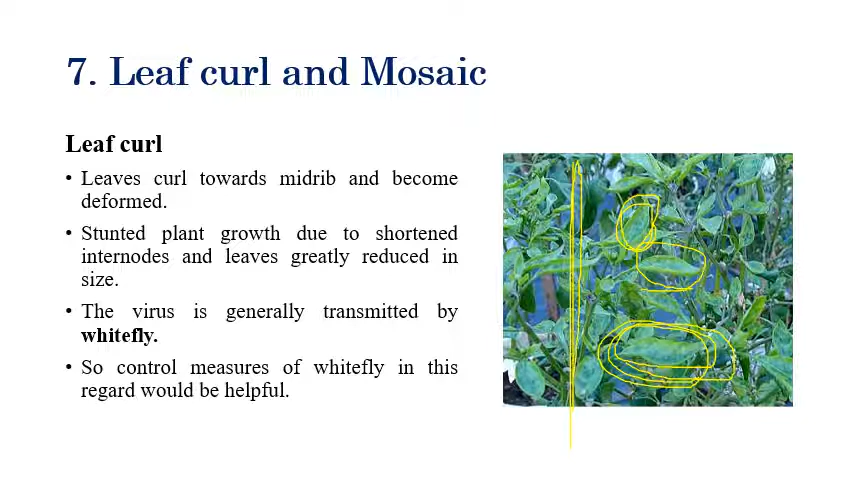 7. Leaf curl and Mosaic
Leaf curl
• Leaves curl towards midrib and become
deformed.
• Stunted plant growth due to shortened
internodes and leaves greatly reduced in
size.
• The virus is generally transmitted by
whitefly.
• So control measures of whitefly in this
regard would be helpful.